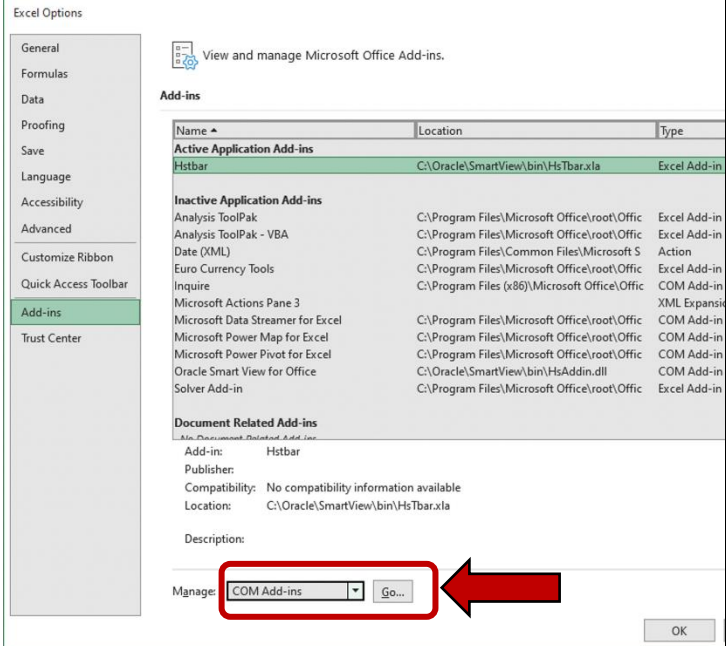 Excel Options
General
Formulas
Data
Proofing
Save
Language
Accessibility
Advanced
Customize Ribbon
Quick Access Toolbar
Add-ins
Trust Center
View and manage Microsoft Office Add-ins.
Add-ins
Name Location Type
Active Application Add-ins
Hstbar C:\Oracle\SmartView\bin\HsTbar.xla Excel Add-in
Inactive Application Add-ins
Analysis ToolPak C:\Program Files\Microsoft Office\root\Offic Excel Add-in
Analysis ToolPak - VBA C:\Program Files\Microsoft Office\root\Offic Excel Add-in
Date (XML) C:\Program Files\Common Files\Microsoft S Action
Euro Currency Tools C:\Program Files\Microsoft Office\root\Offic Excel Add-in
Inquire C:\Program Files (x86)\Microsoft Office\Offic COM Add-in
Microsoft Actions Pane 3 XML Expansio
Microsoft Data Streamer for Excel C:\Program Files\Microsoft Office\root\Offic COM Add-in
Microsoft Power Map for Excel C:\Program Files\Microsoft Office\root\Offic COM Add-in
Microsoft Power Pivot for Excel C:\Program Files\Microsoft Office\root\Offic COM Add-in
Oracle Smart View for Office C:\Oracle\SmartView\bin\HsAddin.dll COM Add-in
Solver Add-in C:\Program Files\Microsoft Office\root\Offic Excel Add-in
Document Related Add-ins
No Document Related Add-ins
Add-in: Hstbar
Publisher:
Compatibility: No compatibility information available
Location: C:\Oracle\SmartView\bin\HsTbar.xla
Description:
Manage: COM Add-ins Go...
OK